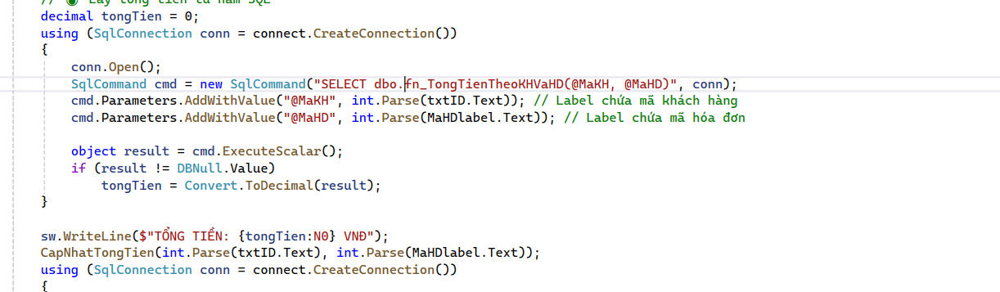 // Lấy tổng tiền từ hàm SQL
decimal tongTien = 0;
using (SqlConnection conn = connect.CreateConnection())
{
conn.Open();
SqlCommand cmd = new SqlCommand("SELECT dbo.fn_TongTienTheoKHVaHD(@MaKH, @MaHD)", conn);
cmd.Parameters.AddWithValue("@MaKH", int.Parse(txtID.Text)); // Label chứa mã khách hàng
cmd.Parameters.AddWithValue("@MaHD", int.Parse(MaHDlabel.Text)); // Label chứa mã hóa đơn
object result = cmd.ExecuteScalar();
if (result != DBNull.Value)
tongTien = Convert.ToDecimal(result);
}
sw.WriteLine($"TỔNG TIỀN: {tongTien:N0} VNĐ");
CapNhatTongTien(int.Parse(txtID.Text), int.Parse(MaHDlabel.Text));
using (SqlConnection conn = connect.CreateConnection())
{